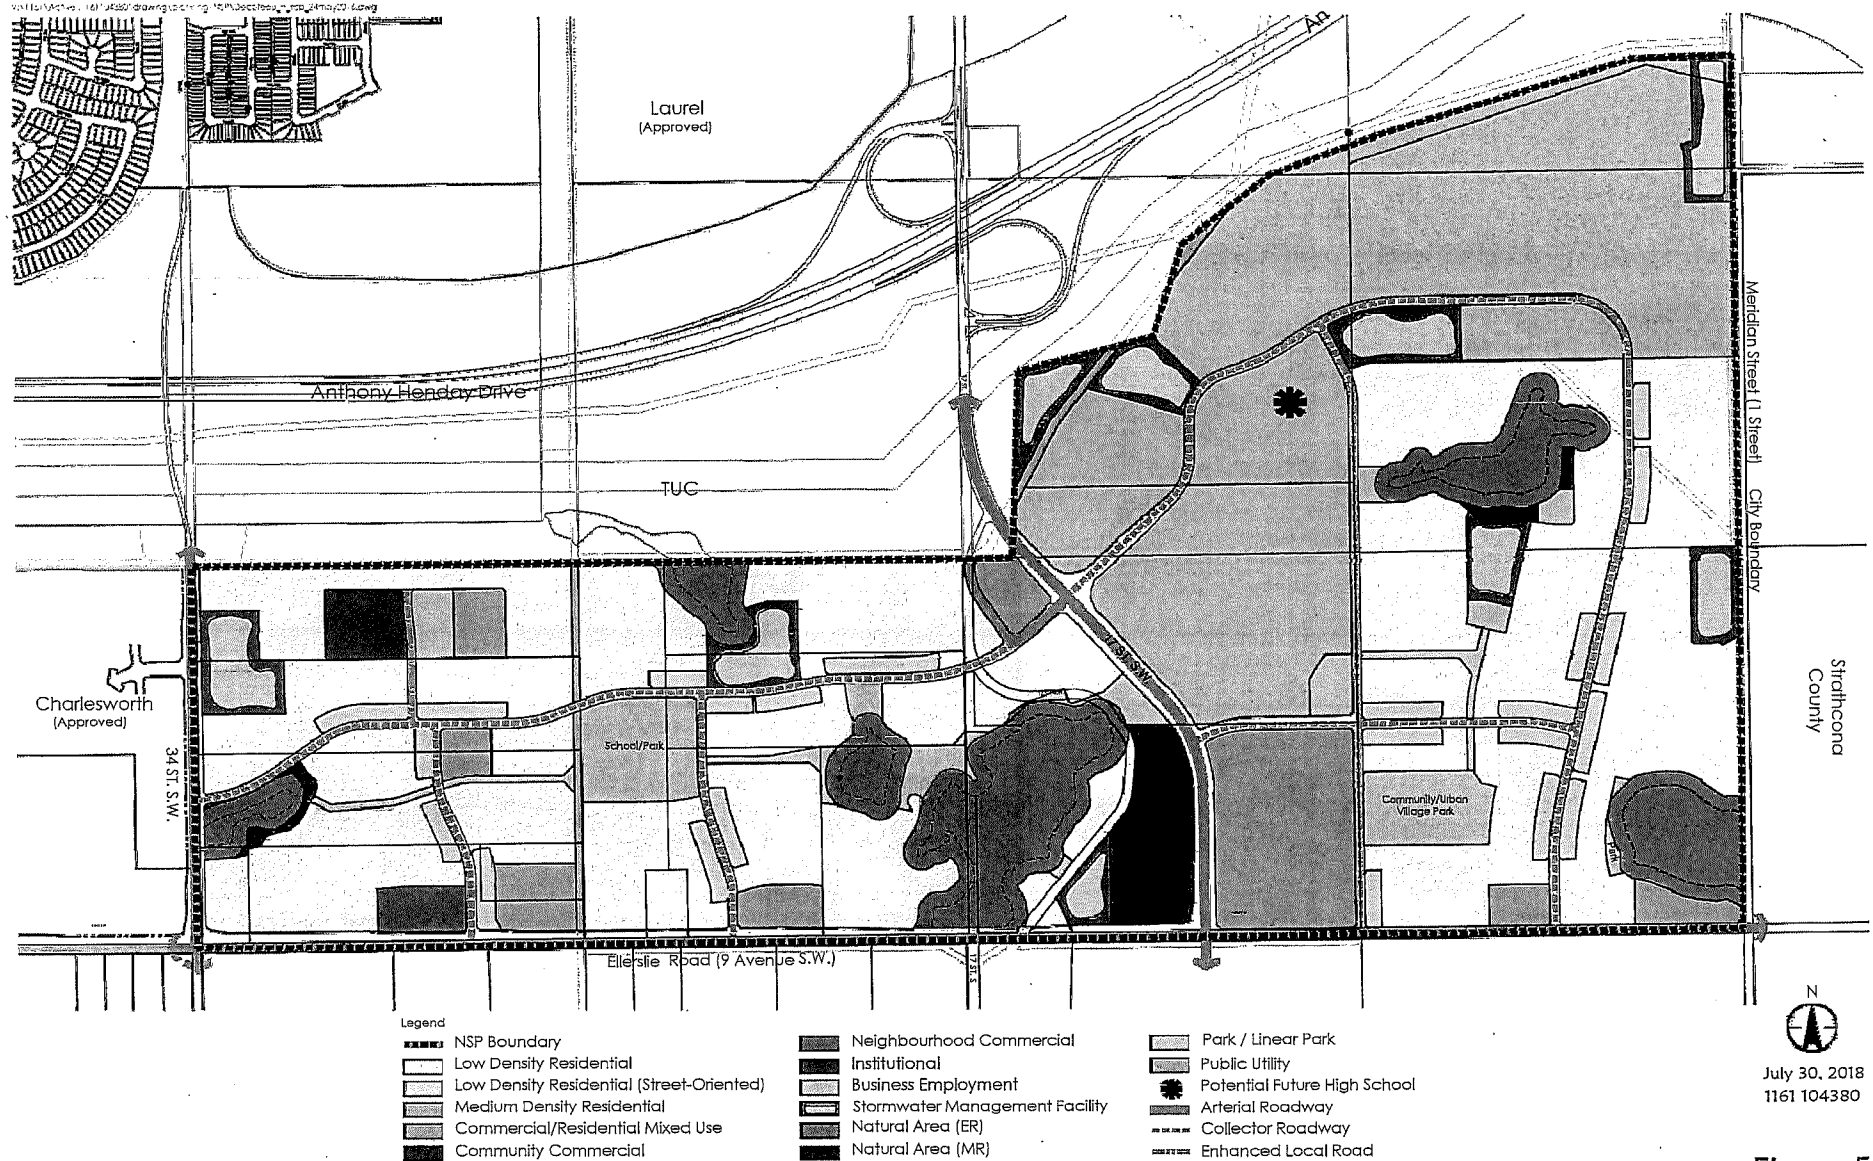 An
Laurel
(Approved)
Anthony Henday Drive
TUC
Meridian Street (1 Street) City Boundary
Charlesworth
(Approved)
34 ST. S.W.
School/Park
17 ST. S.W.
Community/Urban
Village Park
Park
Strathcona
County
Ellerslie Road (9 Avenue S.W.)
17 ST. S
N
July 30, 2018
1161 104380
Legend
NSP Boundary
Low Density Residential
Low Density Residential (Street-Oriented)
Medium Density Residential
Commercial/Residential Mixed Use
Community Commercial
Neighbourhood Commercial
Institutional
Business Employment
Stormwater Management Facility
Natural Area (ER)
Natural Area (MR)
Park / Linear Park
Public Utility
Potential Future High School
Arterial Roadway
Collector Roadway
Enhanced Local Road